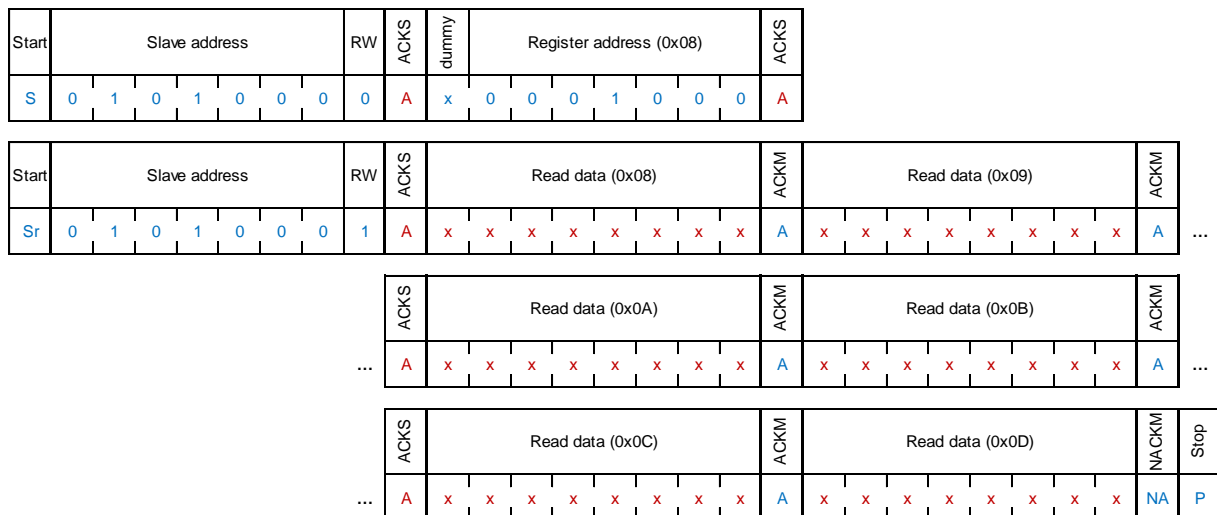 Start Slave address RW ACKS dummy Register address (0x08) ACKS
S 0 1 0 1 0 0 0 0 A x 0 0 0 1 0 0 0 A
Start Slave address RW ACKS Read data (0x08) ACKM Read data (0x09) ACKM
Sr 0 1 0 1 0 0 0 1 A x x x x x x x x A x x x x x x x x A ...
ACKS Read data (0x0A) ACKM Read data (0x0B) ACKM
... A x x x x x x x x A x x x x x x x x A ...
ACKS Read data (0x0C) ACKM Read data (0x0D) NACKM Stop
... A x x x x x x x x A x x x x x x x x NA P